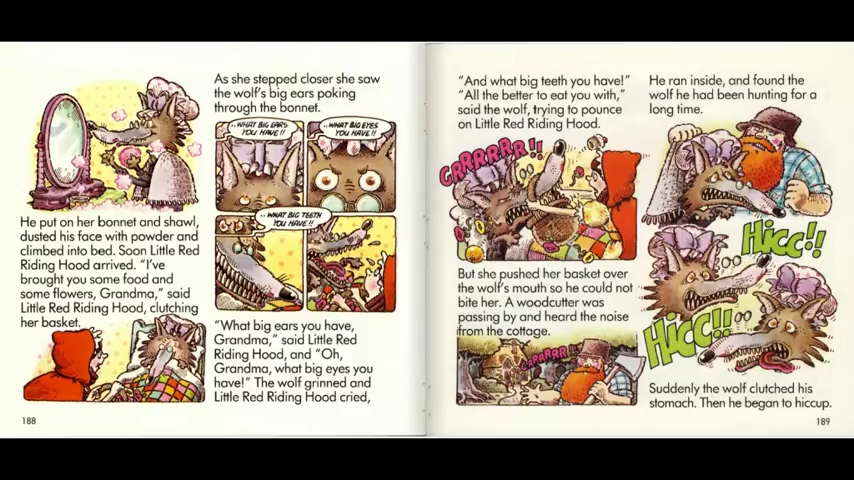 He put on her bonnet and shawl,
dusted his face with powder and
climbed into bed. Soon Little Red
Riding Hood arrived. “I’ve
brought you some food and
some flowers, Grandma,” said
Little Red Riding Hood, clutching
her basket.
188
As she stepped closer she saw
the wolf’s big ears poking
through the bonnet.
..WHAT BIG EARS
YOU HAVE!!
..WHAT BIG EYES
YOU HAVE!!
..WHAT BIG TEETH
YOU HAVE!!
“What big ears you have,
Grandma,” said Little Red
Riding Hood, and “Oh,
Grandma, what big eyes you
have!” The wolf grinned and
Little Red Riding Hood cried,
“And what big teeth you have!”
“All the better to eat you with,”
said the wolf, trying to pounce
on Little Red Riding Hood.
GRRRRRR!!
But she pushed her basket over
the wolf’s mouth so he could not
bite her. A woodcutter was
passing by and heard the noise
from the cottage.
He ran inside, and found the
wolf he had been hunting for a
long time.
HICC!!
HICC!!
Suddenly the wolf clutched his
stomach. Then he began to hiccup.
189